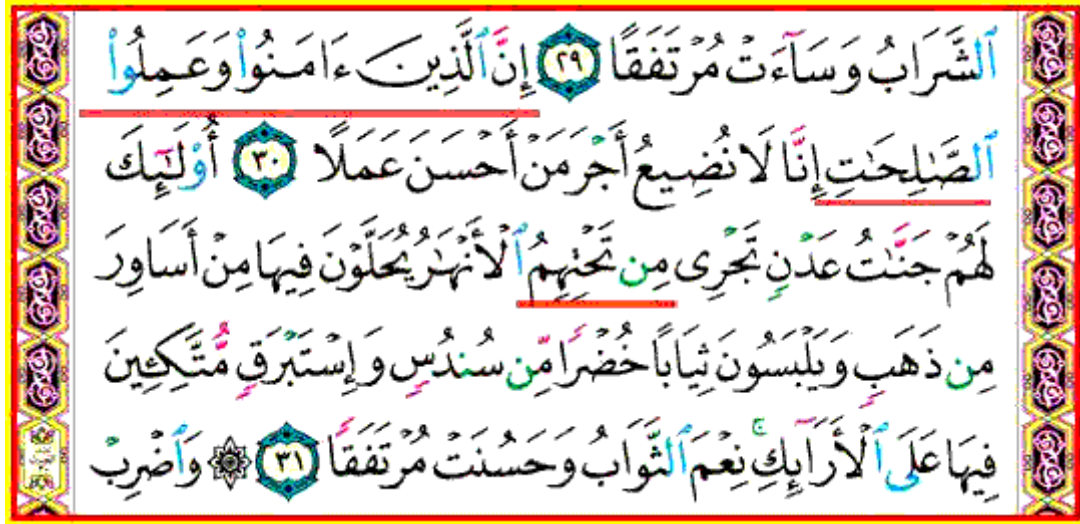 ٱلشَّرَابُ وَسَآءَتۡ مُرۡتَفَقًا ٢٩ إِنَّ ٱلَّذِينَ ءَامَنُواْ وَعَمِلُواْ
ٱلصَّٰلِحَٰتِ إِنَّا لَا نُضِيعُ أَجۡرَ مَنۡ أَحۡسَنَ عَمَلًا ٣٠ أُوْلَٰٓئِكَ
لَهُمۡ جَنَّٰتُ عَدۡنٖ تَجۡرِي مِن تَحۡتِهِمُ ٱلۡأَنۡهَٰرُ يُحَلَّوۡنَ فِيهَا مِنۡ أَسَاوِرَ
مِن ذَهَبٖ وَيَلۡبَسُونَ ثِيَابًا خُضۡرٗا مِّن سُندُسٖ وَإِسۡتَبۡرَقٖ مُّتَّكِـِٔينَ
فِيهَا عَلَى ٱلۡأَرَآئِكِۚ نِعۡمَ ٱلثَّوَابُ وَحَسُنَتۡ مُرۡتَفَقٗا ٣١ ۞ وَٱضۡرِبۡ